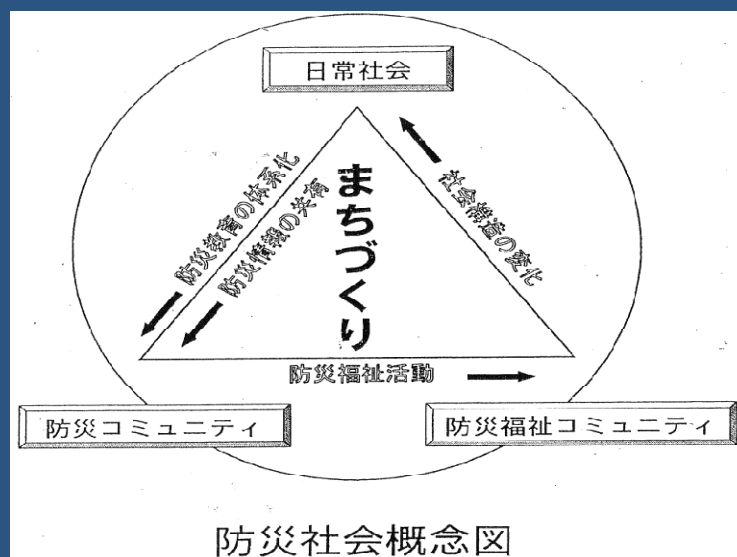 日常社会
防災教育の体系化
防災情報の共有
まちづくり
社会構造の変化
防災福祉活動
防災コミュニティ
防災福祉コミュニティ
防災社会概念図